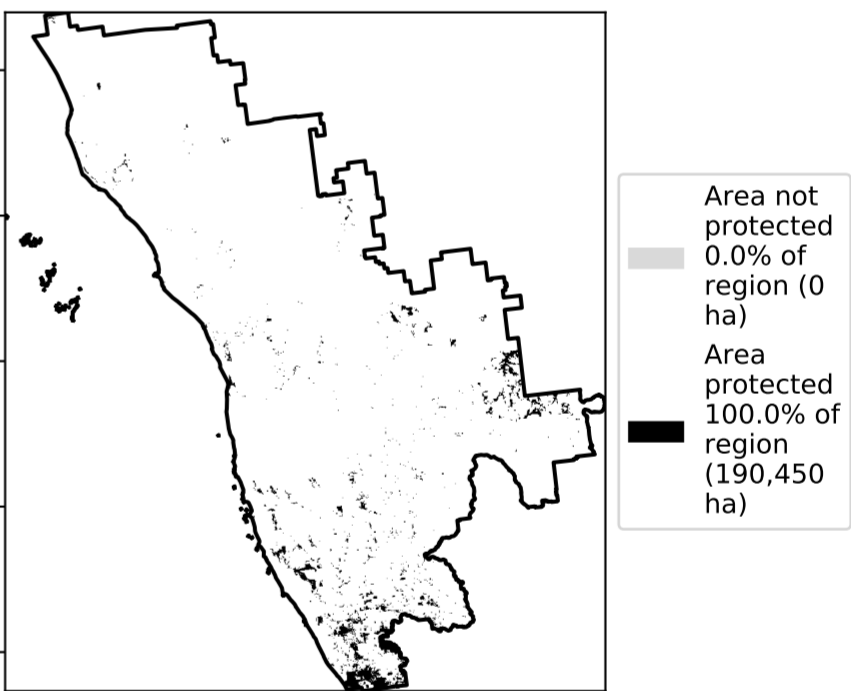 Area not
protected
0.0% of
region (0
ha)
Area
protected
100.0% of
region
(190,450
ha)